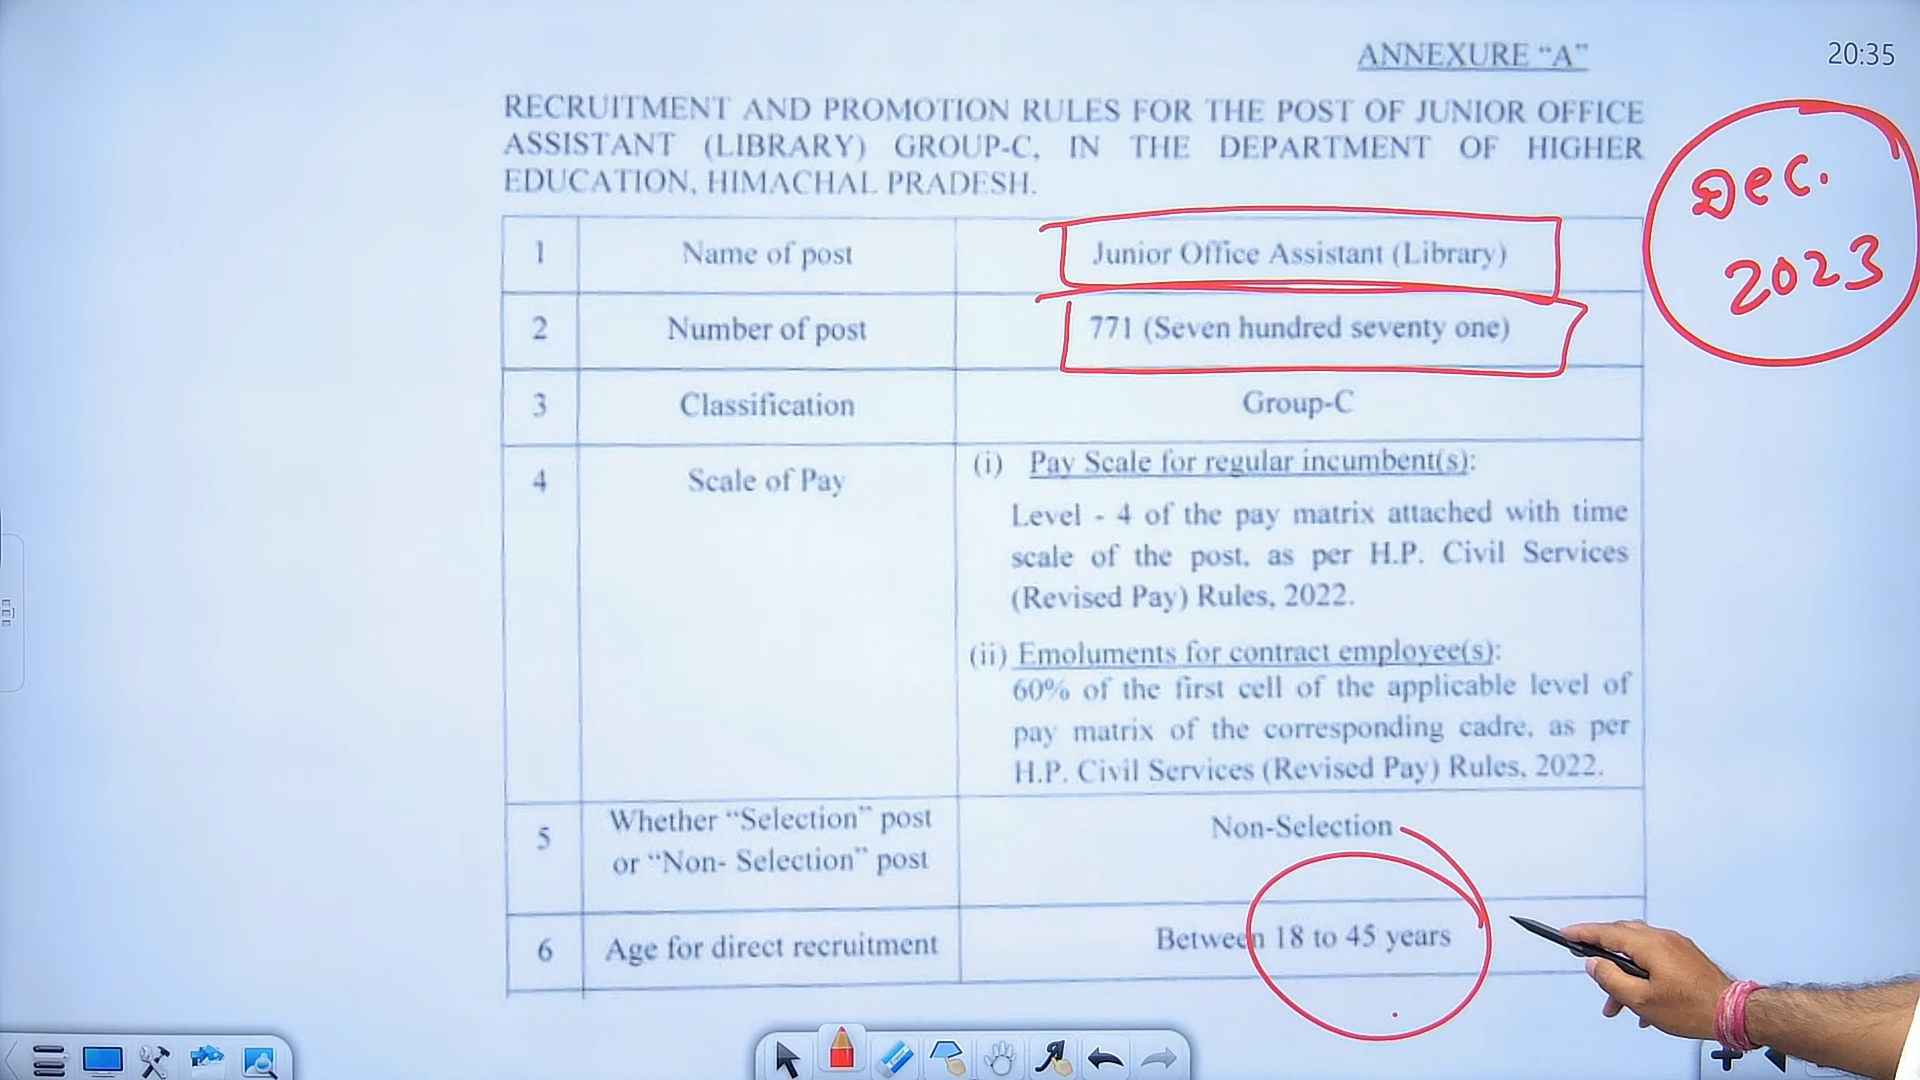 ANNEXURE “A”
20:35
RECRUITMENT AND PROMOTION RULES FOR THE POST OF JUNIOR OFFICE
ASSISTANT (LIBRARY) GROUP-C, IN THE DEPARTMENT OF HIGHER
EDUCATION, HIMACHAL PRADESH.
Dec.
2023
1 Name of post Junior Office Assistant (Library)
2 Number of post 771 (Seven hundred seventy one)
3 Classification Group-C
4 Scale of Pay (i) Pay Scale for regular incumbent(s):
Level - 4 of the pay matrix attached with time
scale of the post, as per H.P. Civil Services
(Revised Pay) Rules, 2022.
(ii) Emoluments for contract employee(s):
60% of the first cell of the applicable level of
pay matrix of the corresponding cadre, as per
H.P. Civil Services (Revised Pay) Rules, 2022.
5 Whether “Selection” post Non-Selection
or “Non- Selection” post
6 Age for direct recruitment Between 18 to 45 years